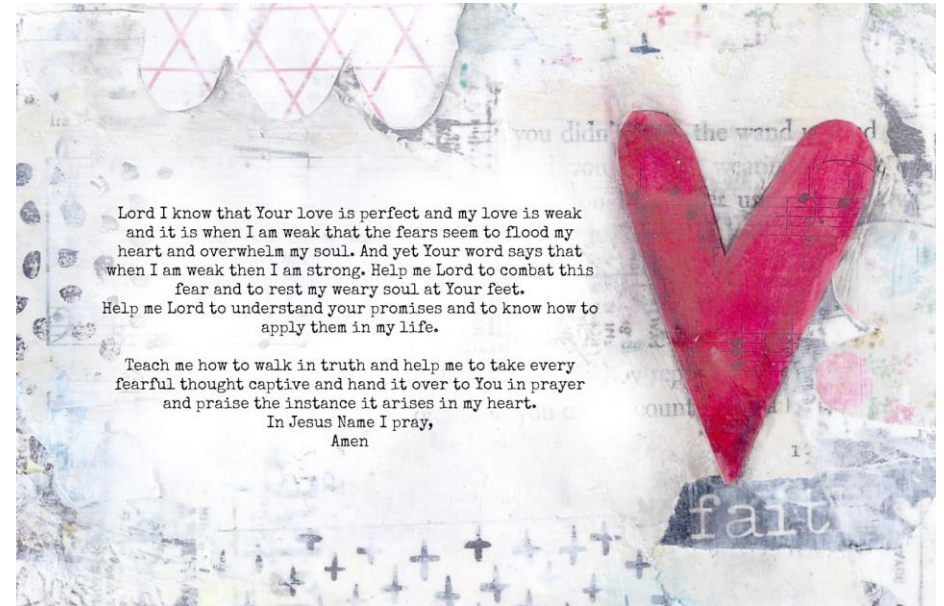 you didn't the wand
Lord I know that Your love is perfect and my love is weak
and it is when I am weak that the fears seem to flood my
heart and overwhelm my soul. And yet Your word says that
when I am weak then I am strong. Help me Lord to combat this
fear and to rest my weary soul at Your feet.
Help me Lord to understand your promises and to know how to
apply them in my life.
Teach me how to walk in truth and help me to take every
fearful thought captive and hand it over to You in prayer
and praise the instance it arises in my heart.
In Jesus Name I pray,
Amen
fait